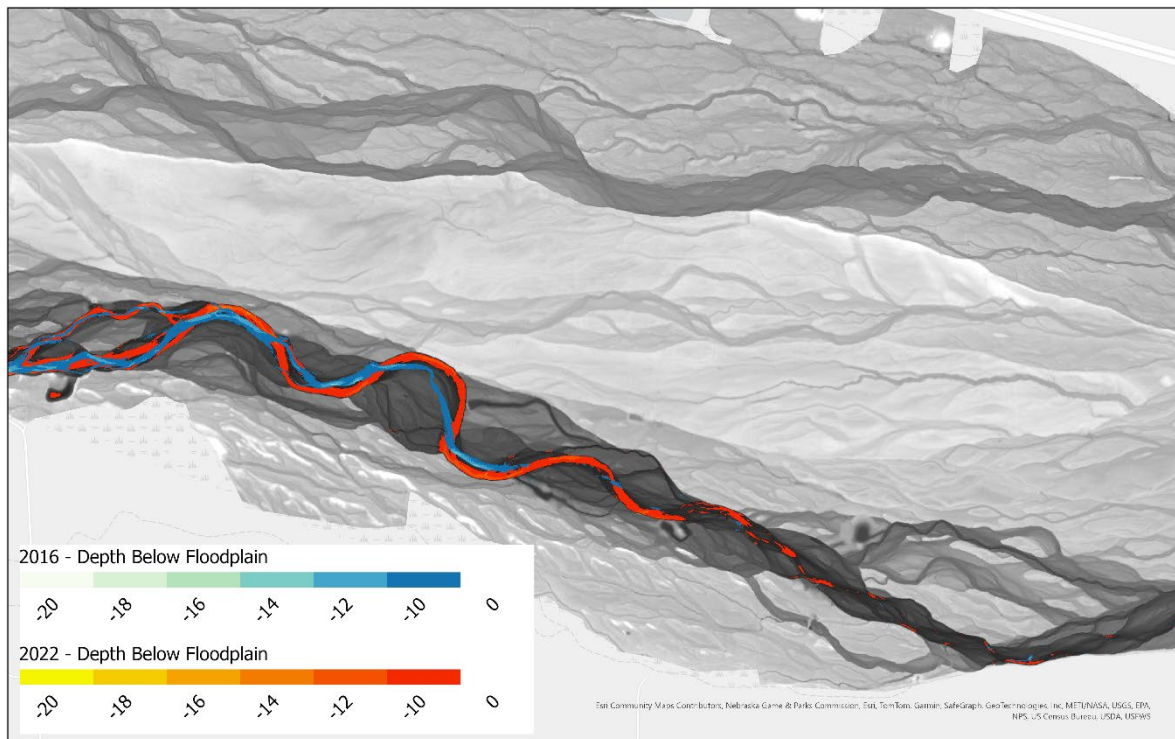 2016 - Depth Below Floodplain
-20 -18 -16 -14 -12 -10 0
2022 - Depth Below Floodplain
-20 -18 -16 -14 -12 -10 0
Esri Community Maps Contributors, Nebraska Game & Parks Commission, Esri, TomTom, Garmin, SafeGraph, GeoTechnologies, Inc, METI/NASA, USGS, EPA,
NPS, US Census Bureau, USDA, USFWS